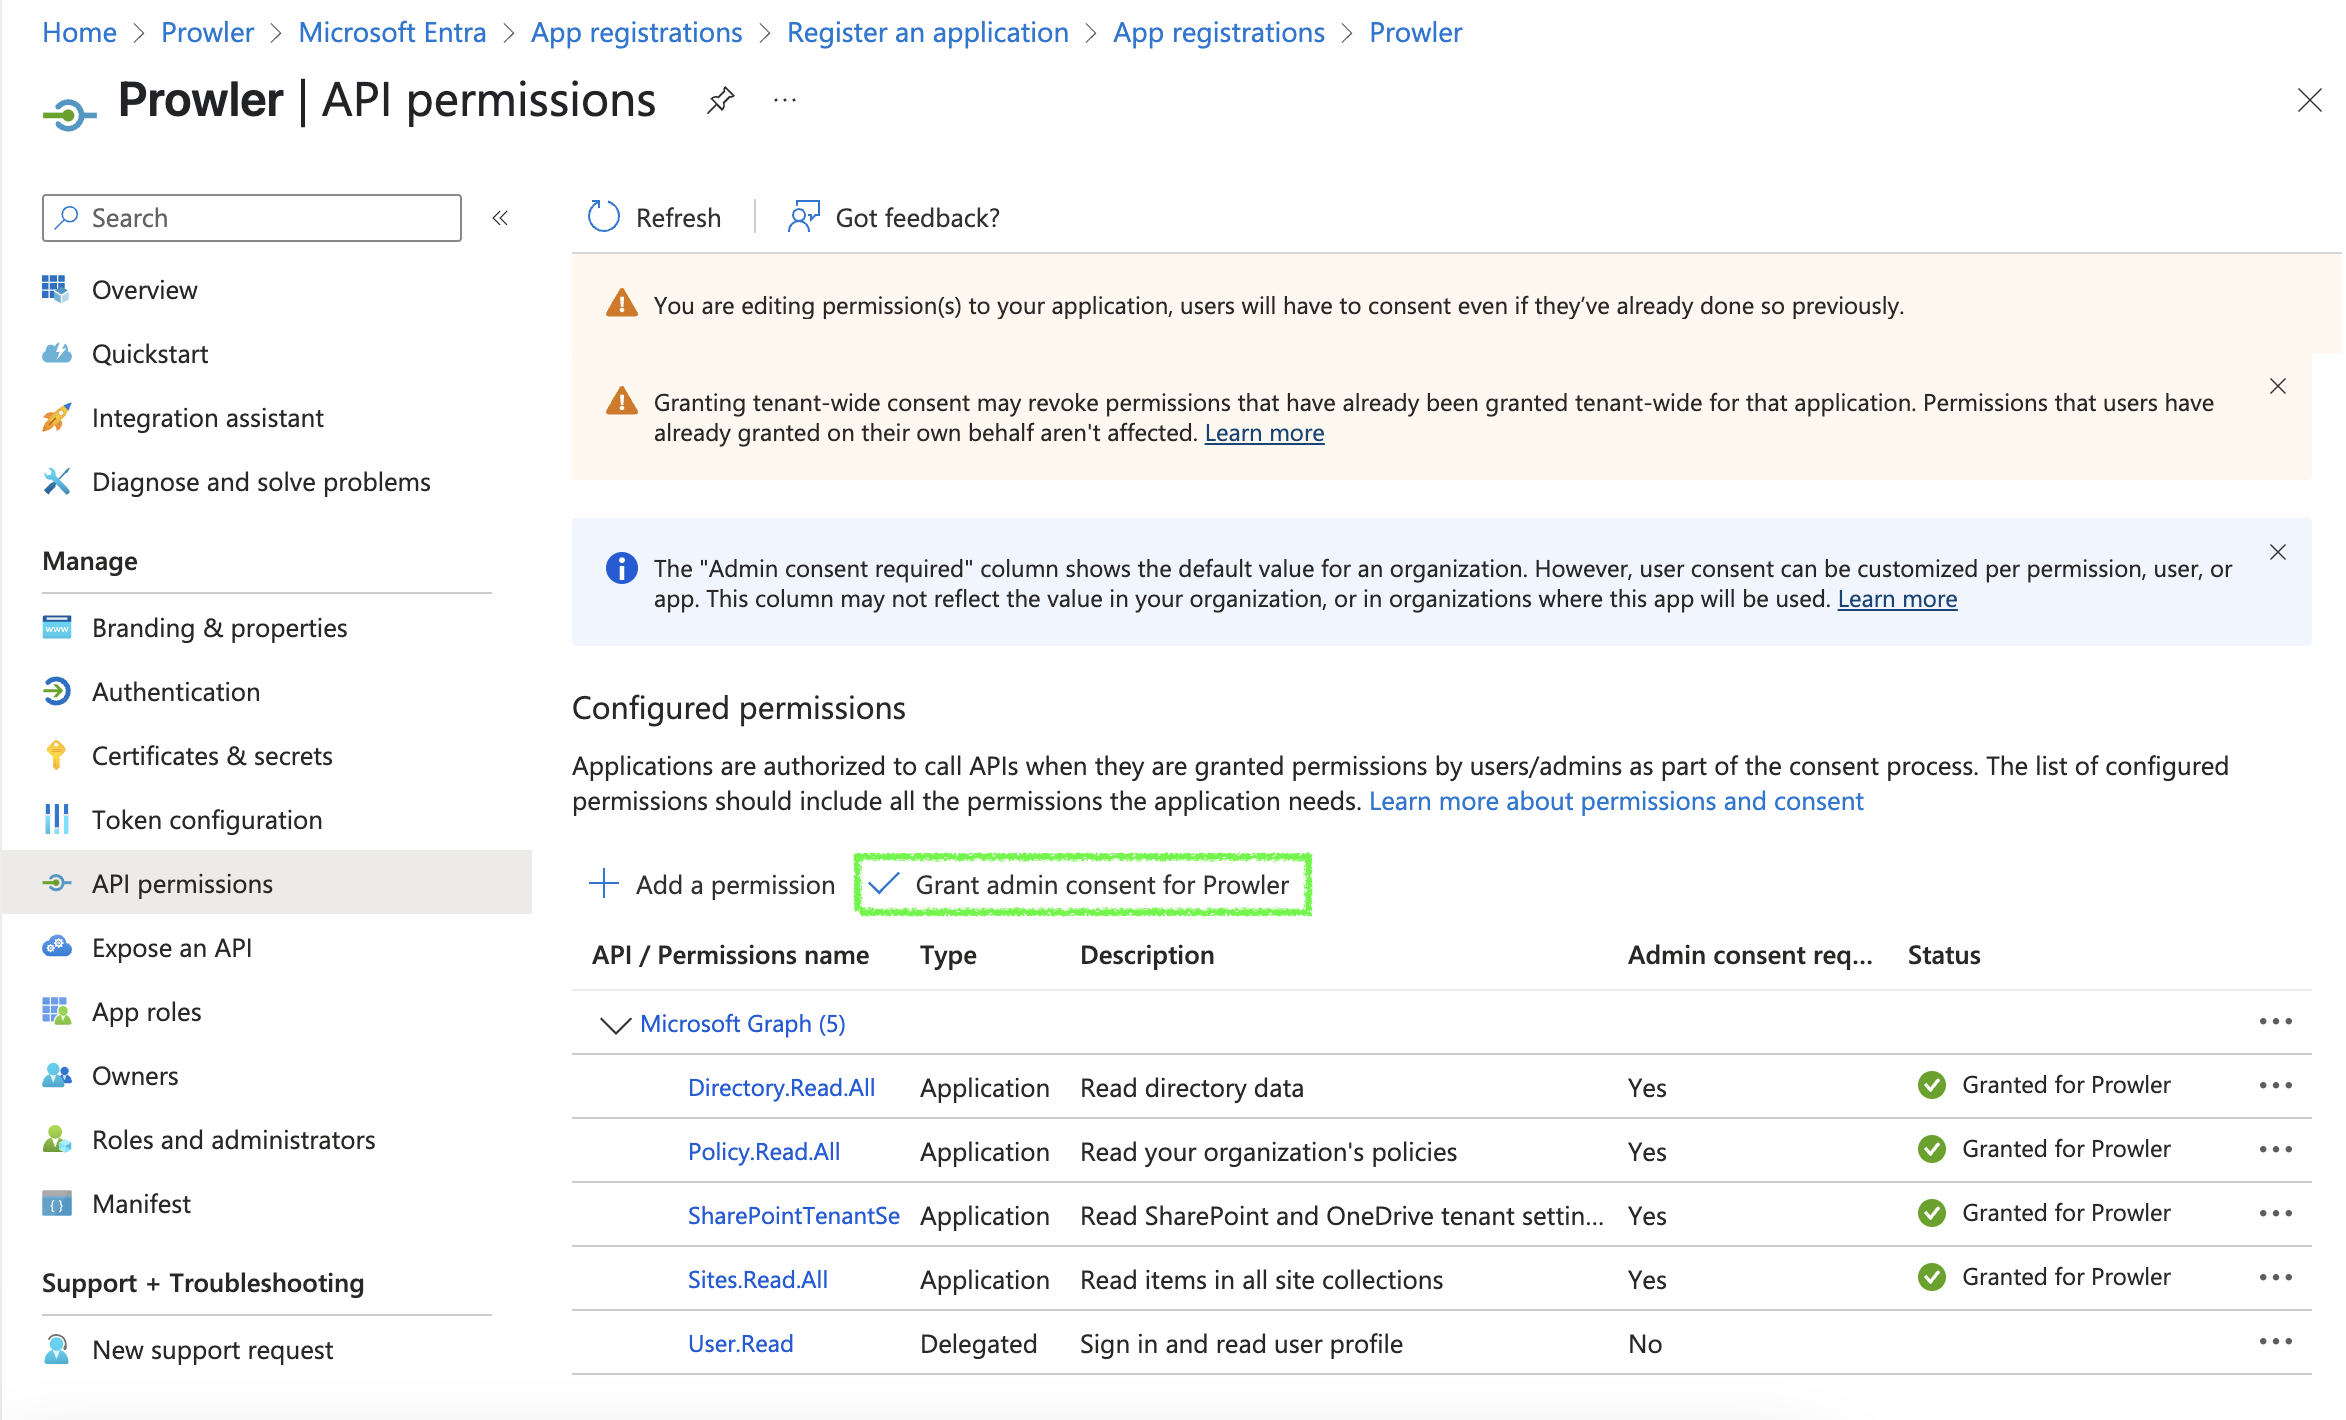 Home > Prowler > Microsoft Entra > App registrations > Register an application > App registrations > Prowler
Prowler | API permissions
Search
Overview
Quickstart
Integration assistant
Diagnose and solve problems
Manage
Branding & properties
Authentication
Certificates & secrets
Token configuration
API permissions
Expose an API
App roles
Owners
Roles and administrators
Manifest
Support + Troubleshooting
New support request
Refresh
Got feedback?
You are editing permission(s) to your application, users will have to consent even if they’ve already done so previously.
Granting tenant-wide consent may revoke permissions that have already been granted tenant-wide for that application. Permissions that users have
already granted on their own behalf aren't affected. Learn more
The "Admin consent required" column shows the default value for an organization. However, user consent can be customized per permission, user, or
app. This column may not reflect the value in your organization, or in organizations where this app will be used. Learn more
Configured permissions
Applications are authorized to call APIs when they are granted permissions by users/admins as part of the consent process. The list of configured
permissions should include all the permissions the application needs. Learn more about permissions and consent
Add a permission
Grant admin consent for Prowler
API / Permissions name Type Description Admin consent req... Status
Microsoft Graph (5)
Directory.Read.All Application Read directory data Yes Granted for Prowler
Policy.Read.All Application Read your organization's policies Yes Granted for Prowler
SharePointTenantSe Application Read SharePoint and OneDrive tenant settin... Yes Granted for Prowler
Sites.Read.All Application Read items in all site collections Yes Granted for Prowler
User.Read Delegated Sign in and read user profile No